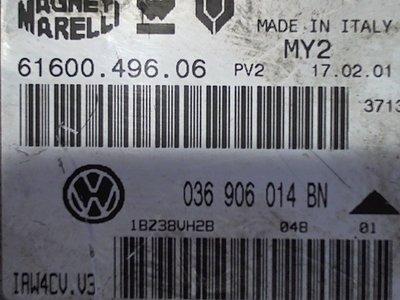 MAGNETI
MARELLI
MADE IN ITALY
MY2
61600.496.06 PV2 17.02.01
3713
036 906 014 BN
1BZ38VH2B 048 01
IAW4CV.V3